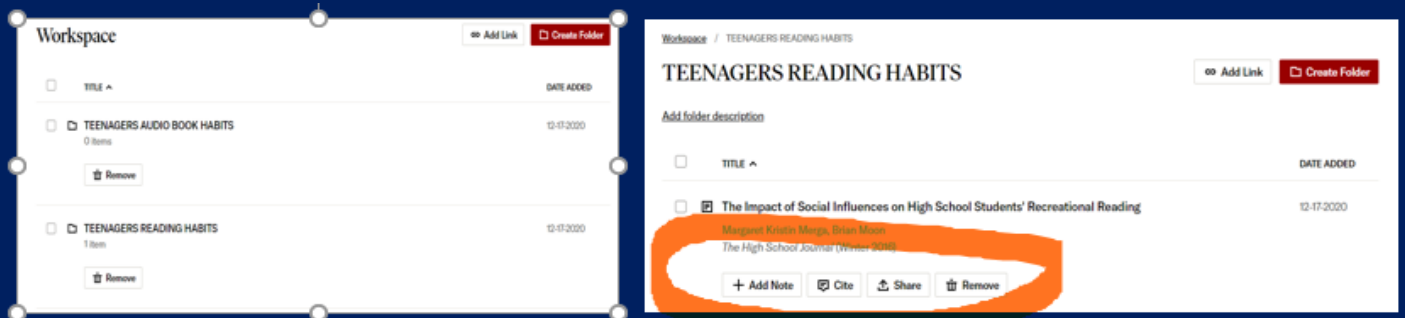 Workspace
Add Link
Create Folder
TITLE
DATE ADDED
TEENAGERS AUDIO BOOK HABITS
12-17-2020
0 items
Remove
TEENAGERS READING HABITS
12-17-2020
1 item
Remove
Workspace / TEENAGERS READING HABITS
TEENAGERS READING HABITS
Add Link
Create Folder
Add folder description
TITLE
DATE ADDED
The Impact of Social Influences on High School Students' Recreational Reading
12-17-2020
Margaret Kristin Merga, Brian Moon
The High School Journal (Winter 2016)
Add Note
Cite
Share
Remove